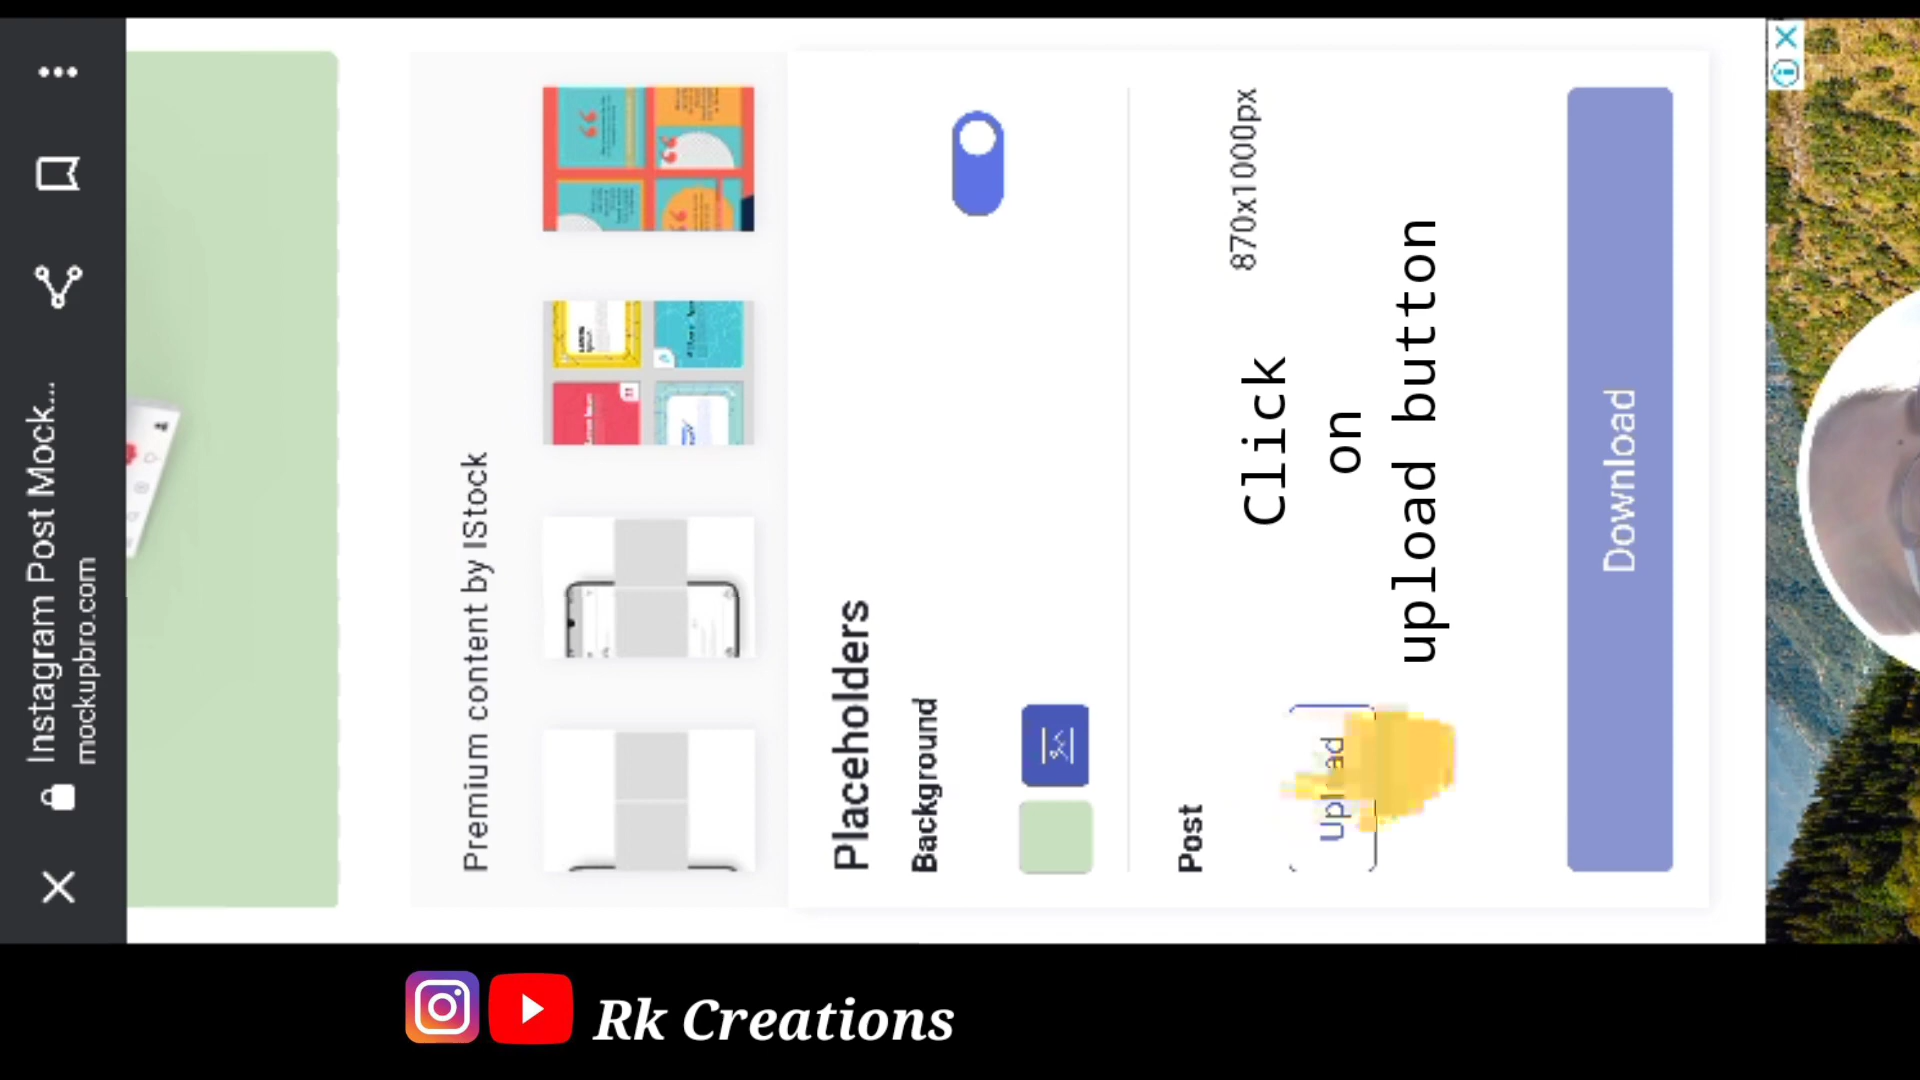 Instagram Post Mock...
mockupbro.com
Premium content by IStock
Placeholders
Background
Post
870x1000px
Click
on
upload button
Upload
Download
Rk Creations